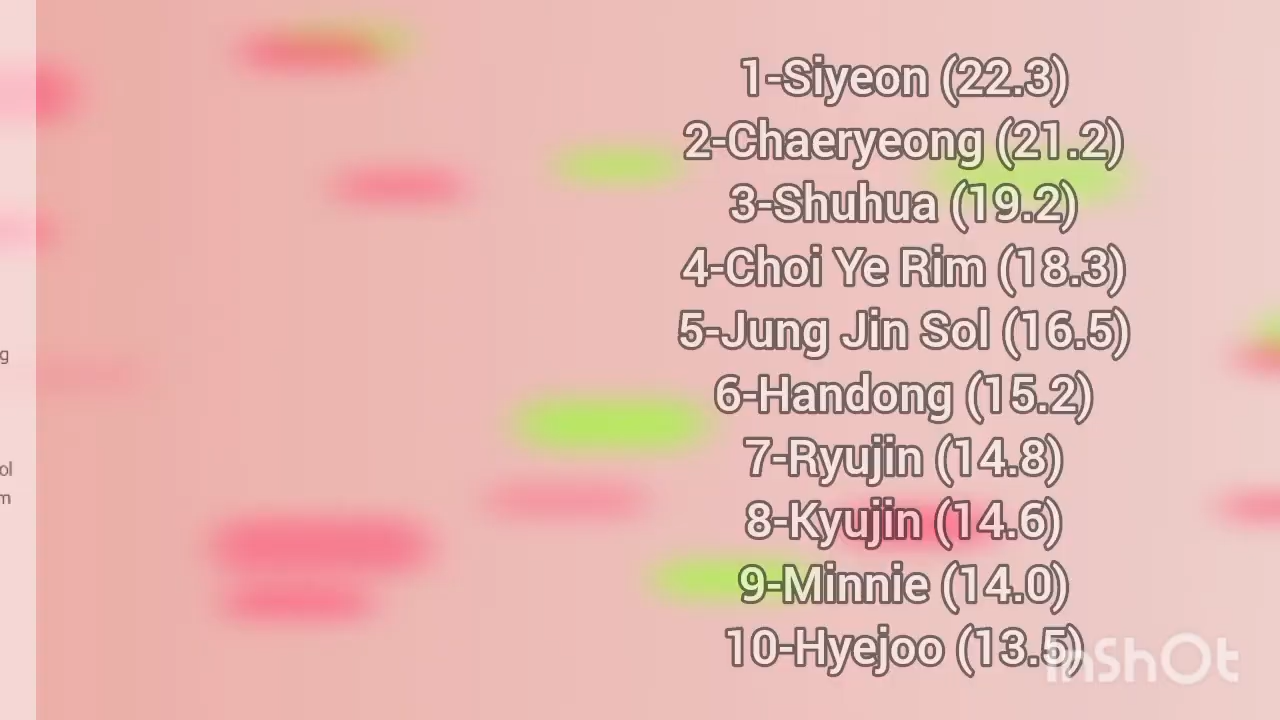 1-Siyeon (22.3)
2-Chaeryeong (21.2)
3-Shuhua (19.2)
4-Choi Ye Rim (18.3)
5-Jung Jin Sol (16.5)
6-Handong (15.2)
7-Ryujin (14.8)
8-Kyujin (14.6)
9-Minnie (14.0)
10-Hyejoo (13.5)
InShOt